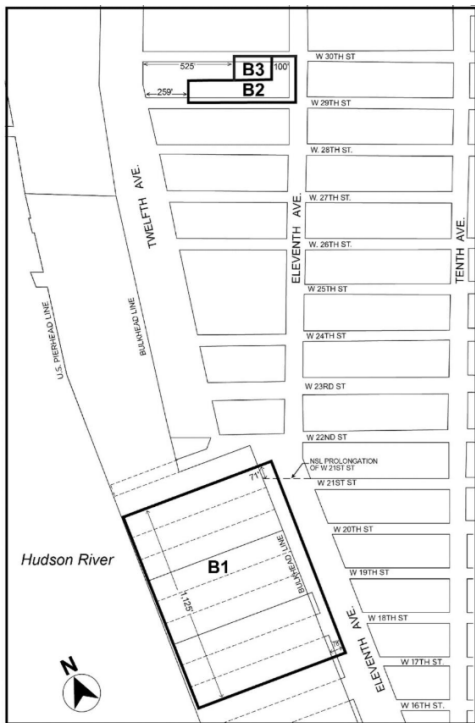 B3
525
100'
W 30TH ST
259'
B2
W 29TH ST
W. 28TH ST.
TWELFTH AVE.
W. 27TH ST.
ELEVENTH AVE.
TENTH AVE.
W. 26TH ST.
U.S. PIERHEAD LINE
BULKHEAD LINE
W 25TH ST
W 24TH ST
W 23RD ST
W 22ND ST
NSL PROLONGATION
OF W 21ST ST
71'
W 21ST ST
W 20TH ST
Hudson River
B1
BULKHEAD LINE
W 19TH ST
1,125'
W 18TH ST
ELEVENTH AVE.
W 17TH ST
N
W 16TH ST.